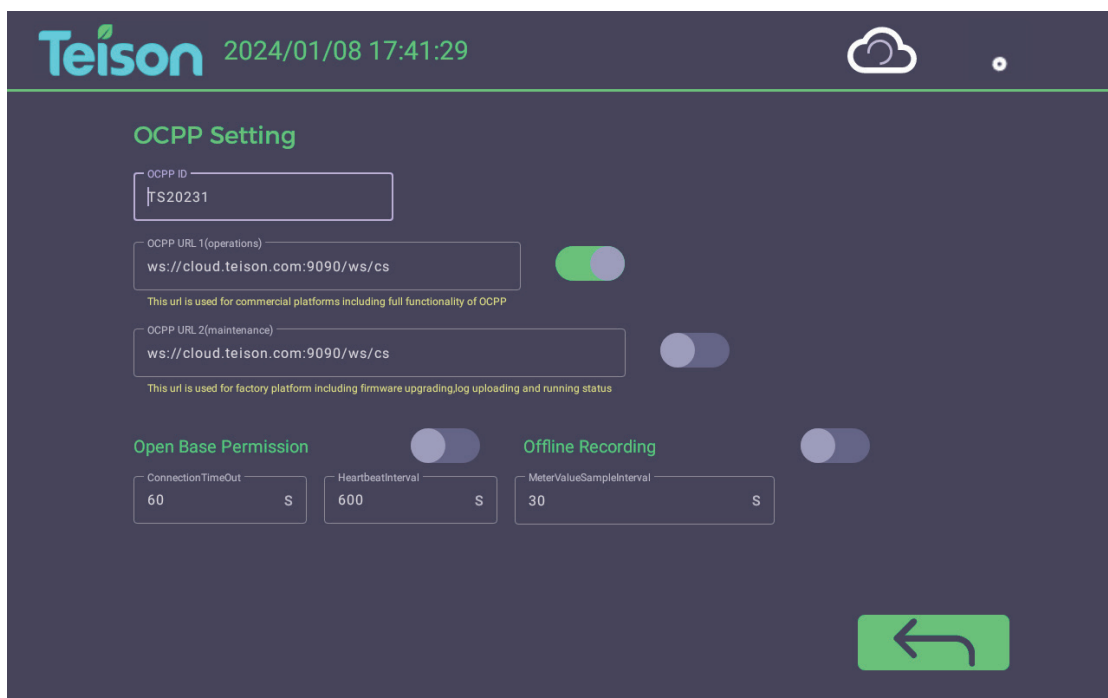 Teison 2024/01/08 17:41:29
OCPP Setting
OCPP ID
TS20231
OCPP URL 1(operations)
ws://cloud.teison.com:9090/ws/cs
This url is used for commercial platforms including full functionality of OCPP
OCPP URL 2(maintenance)
ws://cloud.teison.com:9090/ws/cs
This url is used for factory platform including firmware upgrading,log uploading and running status
Open Base Permission Offline Recording
ConnectionTimeOut HeartbeatInterval MeterValueSampleInterval
60 S 600 S 30 S